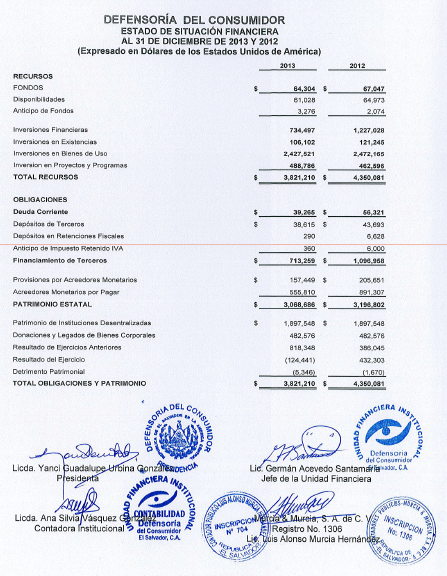 DEFENSORÍA DEL CONSUMIDOR
ESTADO DE SITUACIÓN FINANCIERA
AL 31 DE DICIEMBRE DE 2013 Y 2012
(Expresado en Dólares de los Estados Unidos de América)
2013 2012
RECURSOS
FONDOS $ 64,304 $ 67,047
Disponibilidades 61,028 64,973
Anticipo de Fondos 3,276 2,074
Inversiones Financieras 734,497 1,227,028
Inversiones en Existencias 106,102 121,245
Inversiones en Bienes de Uso 2,427,521 2,472,165
Inversion en Proyectos y Programas 488,786 462,596
TOTAL RECURSOS $ 3,821,210 $ 4,350,081
OBLIGACIONES
Deuda Corriente $ 39,265 $ 56,321
Depósitos de Terceros $ 38,615 $ 43,693
Depósitos en Retenciones Fiscales 290 6,628
Anticipo de Impuesto Retenido IVA 360 6,000
Financiamiento de Terceros $ 713,259 $ 1,096,958
Provisiones por Acreedores Monetarios $ 157,449 $ 205,651
Acreedores Monetarios por Pagar 555,810 891,307
PATRIMONIO ESTATAL $ 3,068,686 $ 3,196,802
Patrimonio de Instituciones Desentralizadas $ 1,897,548 $ 1,897,548
Donaciones y Legados de Bienes Corporales 482,576 482,576
Resultado de Ejercicios Anteriores 818,348 386,045
Resultado del Ejercicio (124,441) 432,303
Detrimento Patrimonial (5,346) (1,670)
TOTAL OBLIGACIONES Y PATRIMONIO $ 3,821,210 $ 4,350,081
DEFENSORÍA DEL CONSUMIDOR
PRESIDENCIA
UNIDAD FINANCIERA INSTITUCIONAL
Defensoría
del Consumidor
El Salvador, C.A.
Licda. Yanci Guadalupe Urbina González
Presidenta
Lic. Germán Acevedo Santamaría
Jefe de la Unidad Financiera
FINANCIERA INSTITUCIONAL
CONTABILIDAD
Defensoría
del Consumidor
El Salvador, C.A.
INSCRIPCION
Nº 704
REPUBLICA
EL SALVADOR
INSCRIPCION
No. 1306
REPUBLICA DE
EL SALVADOR
Licda. Ana Silvia Vásquez
Contadora Institucional
Murcia & Murcia, S.A. de C.V.
Registro No. 1306
Lic. Luis Alonso Murcia Hernández